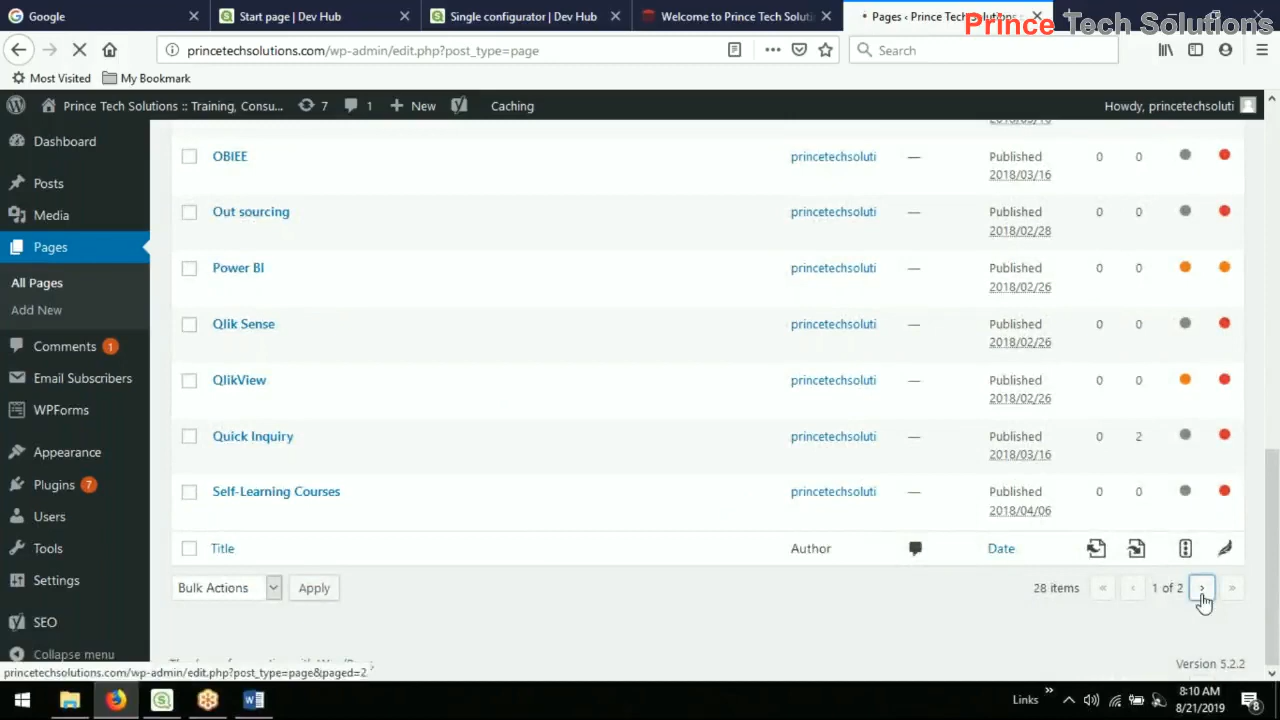 Google
Start page | Dev Hub
Single configurator | Dev Hub
Welcome to Prince Tech Soluti
Pages ‹ Prince Tech Solutions
Prince Tech Solutions
princetechsolutions.com/wp-admin/edit.php?post_type=page
Search
Most Visited
My Bookmark
Prince Tech Solutions :: Training, Consu...
7
1
New
Caching
Howdy, princetechsoluti
Dashboard
Posts
Media
Pages
All Pages
Add New
Comments 1
Email Subscribers
WPForms
Appearance
Plugins 7
Users
Tools
Settings
SEO
Collapse menu
OBIEE princetechsoluti — Published 0 0
2018/03/16
Out sourcing princetechsoluti — Published 0 0
2018/02/28
Power BI princetechsoluti — Published 0 0
2018/02/26
Qlik Sense princetechsoluti — Published 0 0
2018/02/26
QlikView princetechsoluti — Published 0 0
2018/02/26
Quick Inquiry princetechsoluti — Published 0 2
2018/03/16
Self-Learning Courses princetechsoluti — Published 0 0
2018/04/06
Title Author Date
Bulk Actions Apply 28 items « ‹ 1 of 2 › »
Version 5.2.2
princetechsolutions.com/wp-admin/edit.php?post_type=page&paged=2
Links
8:10 AM
8/21/2019
8